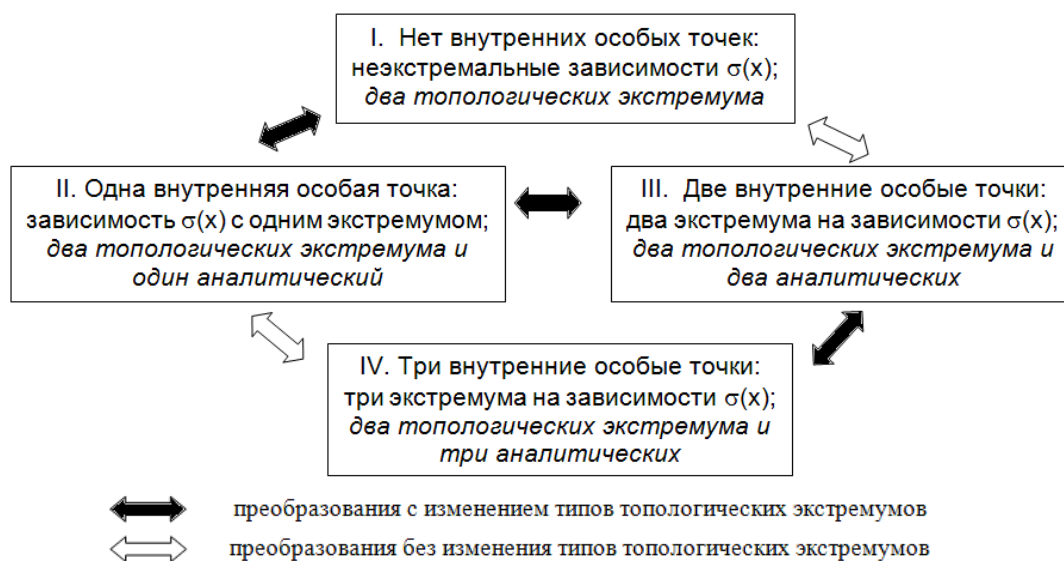 I. Нет внутренних особых точек:
неэкстремальные зависимости σ(x);
два топологических экстремума
II. Одна внутренняя особая точка:
зависимость σ(x) с одним экстремумом;
два топологических экстремума и
один аналитический
III. Две внутренние особые точки:
два экстремума на зависимости σ(x);
два топологических экстремума и
два аналитических
IV. Три внутренние особые точки:
три экстремума на зависимости σ(x);
два топологических экстремума и
три аналитических
преобразования с изменением типов топологических экстремумов
преобразования без изменения типов топологических экстремумов